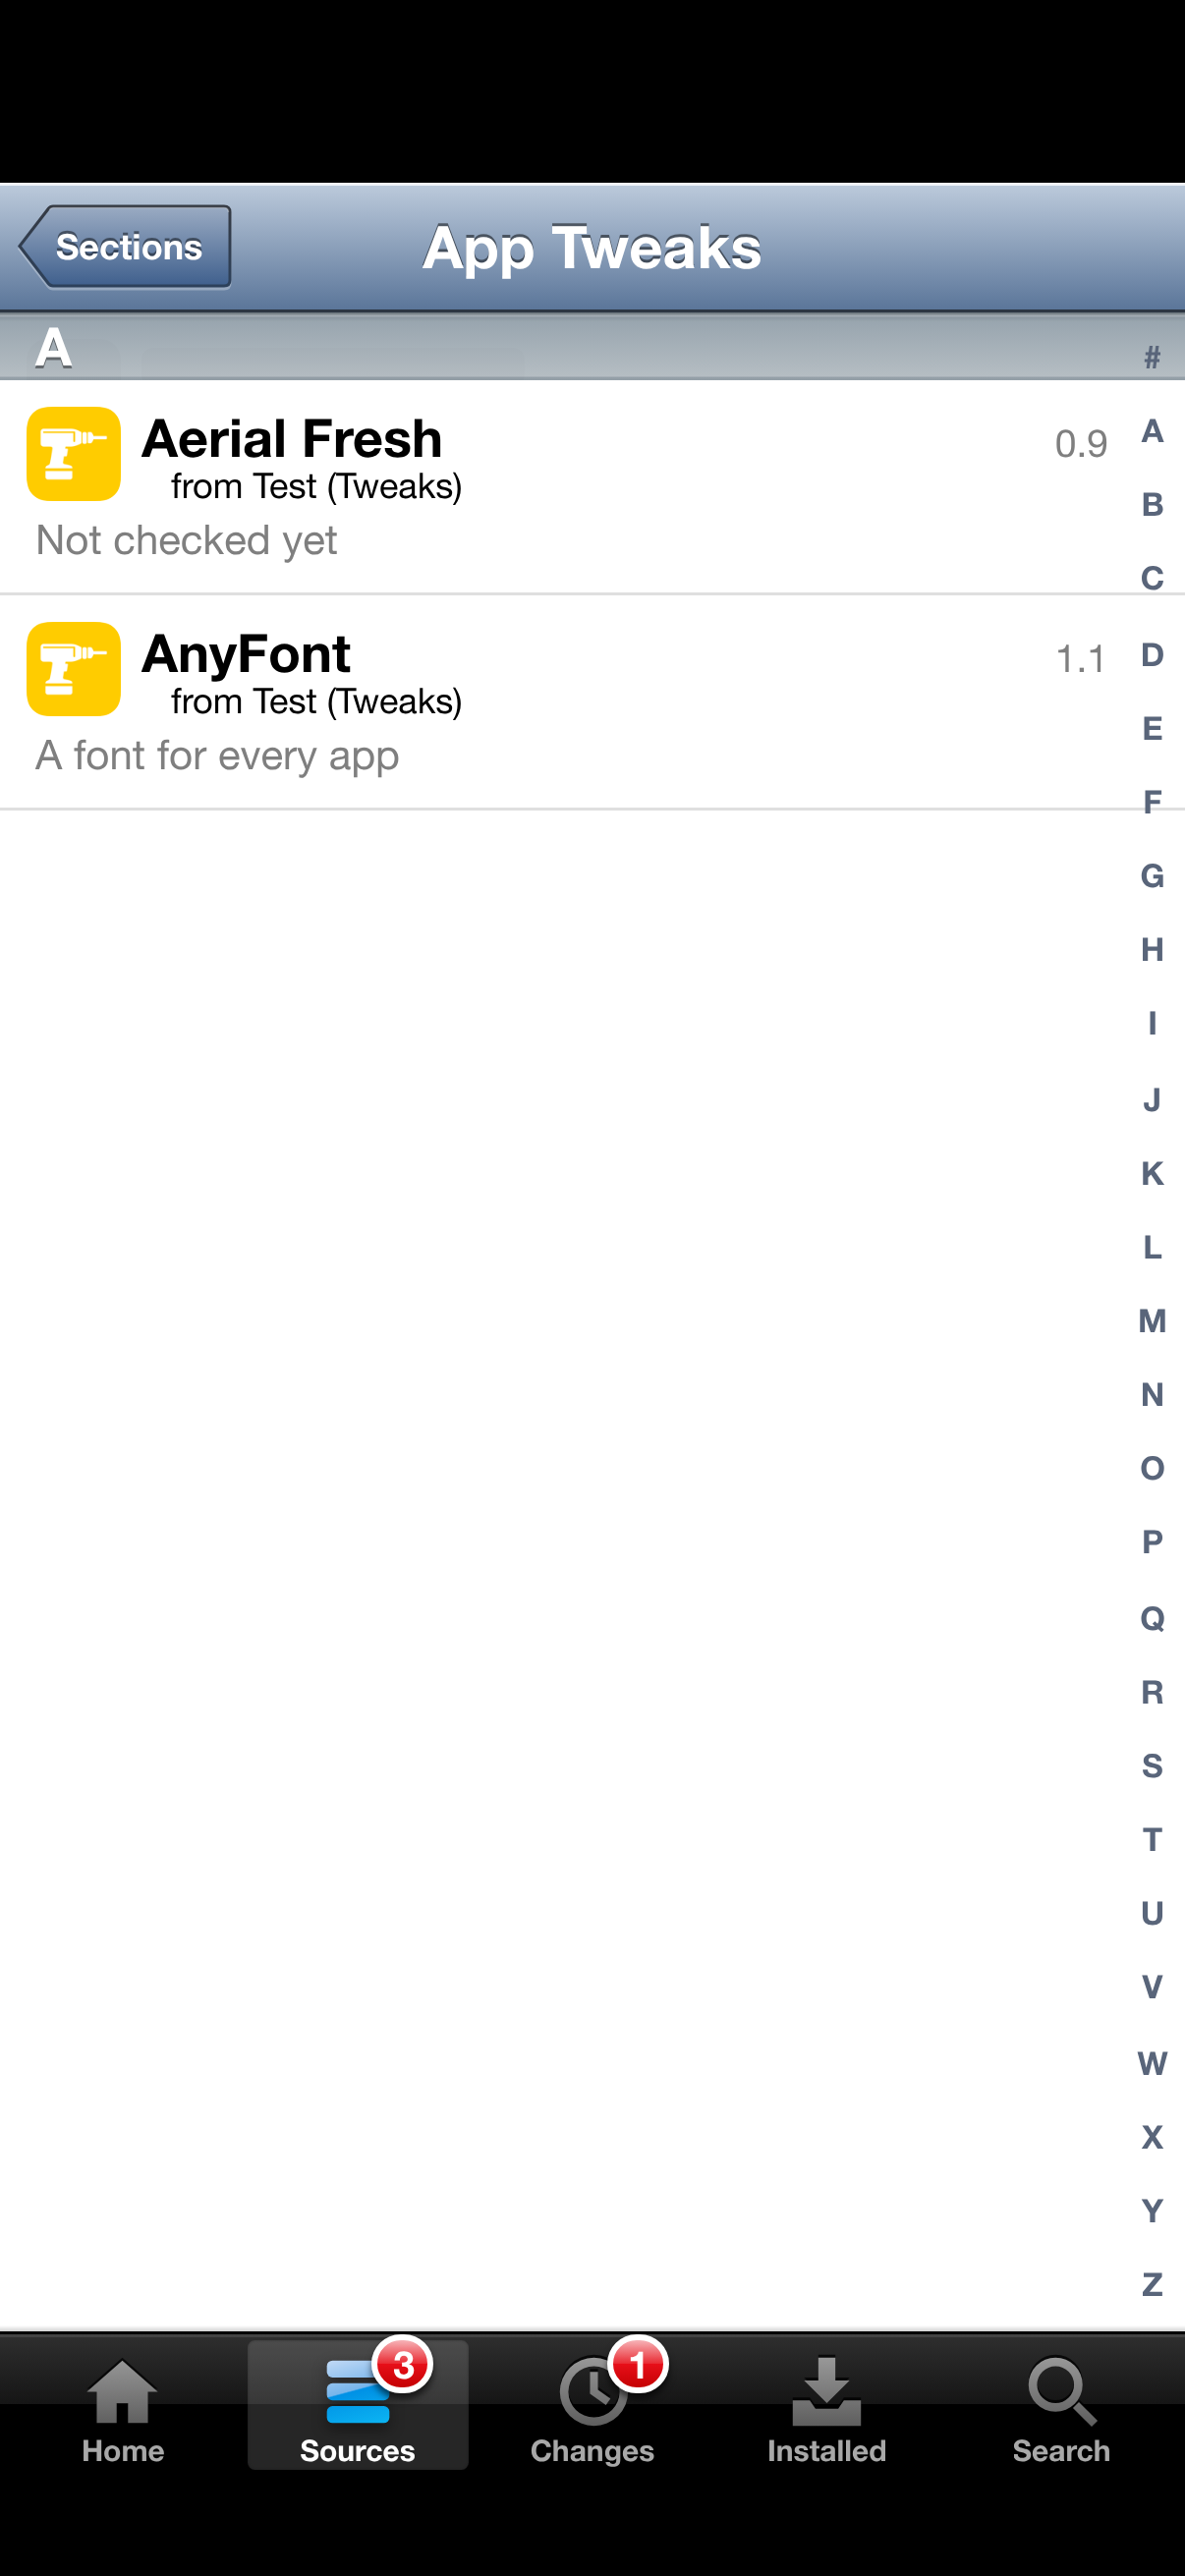 Sections
App Tweaks
A
#
Aerial Fresh
0.9
from Test (Tweaks)
Not checked yet
AnyFont
1.1
from Test (Tweaks)
A font for every app
A
B
C
D
E
F
G
H
I
J
K
L
M
N
O
P
Q
R
S
T
U
V
W
X
Y
Z
3
1
Home
Sources
Changes
Installed
Search